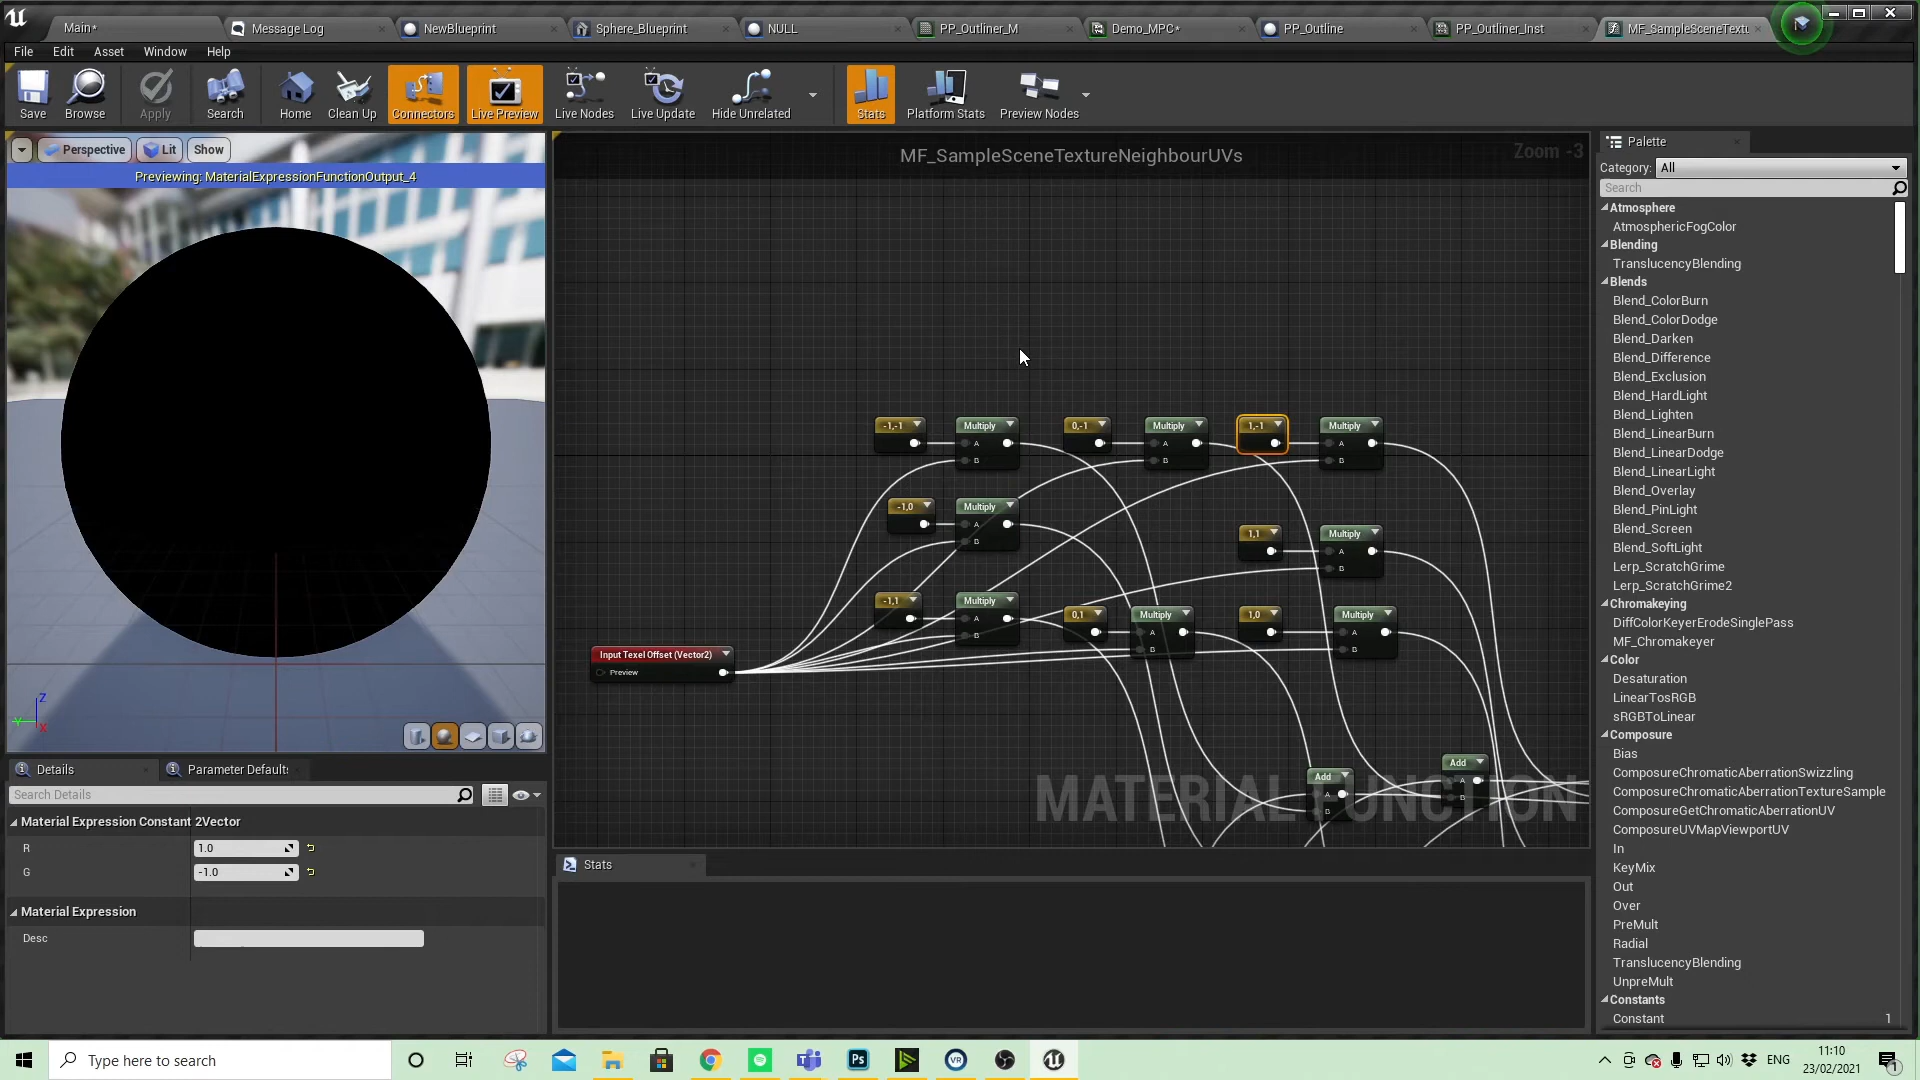 Main*
Message Log
NewBlueprint
Sphere_Blueprint
NULL
PP_Outliner_M
Demo_MPC*
PP_Outline
PP_Outliner_Inst
MF_SampleSceneTextu
File Edit Asset Window Help
Save
Browse
Apply
Search
Home
Clean Up
Connectors
Live Preview
Live Nodes
Live Update
Hide Unrelated
Stats
Platform Stats
Preview Nodes
Perspective
Lit
Show
Previewing: MaterialExpressionFunctionOutput_4
Z
Y
X
MF_SampleSceneTextureNeighbourUVs
Zoom -3
-1,-1
Multiply
A
B
0,-1
Multiply
A
B
1,-1
Multiply
A
B
-1,0
Multiply
A
B
1,1
Multiply
A
B
-1,1
Multiply
A
B
0,1
Multiply
A
B
1,0
Multiply
A
B
Input Texel Offset (Vector2)
Preview
Add
A
B
Add
A
B
MATERIAL FUNCTION
Details
Parameter Defaults
Search Details
Material Expression Constant 2Vector
R 1.0
G -1.0
Material Expression
Desc
Stats
Palette
Category: All
Search
Atmosphere
AtmosphericFogColor
Blending
TranslucencyBlending
Blends
Blend_ColorBurn
Blend_ColorDodge
Blend_Darken
Blend_Difference
Blend_Exclusion
Blend_HardLight
Blend_Lighten
Blend_LinearBurn
Blend_LinearDodge
Blend_LinearLight
Blend_Overlay
Blend_PinLight
Blend_Screen
Blend_SoftLight
Lerp_ScratchGrime
Lerp_ScratchGrime2
Chromakeying
DiffColorKeyerErodeSinglePass
MF_Chromakeyer
Color
Desaturation
LinearTosRGB
sRGBToLinear
Composure
Bias
ComposureChromaticAberrationSwizzling
ComposureChromaticAberrationTextureSample
ComposureGetChromaticAberrationUV
ComposureUVMapViewportUV
In
KeyMix
Out
Over
PreMult
Radial
TranslucencyBlending
UnpreMult
Constants
Constant 1
Type here to search
Ps
VR
ENG
11:10
23/02/2021
1